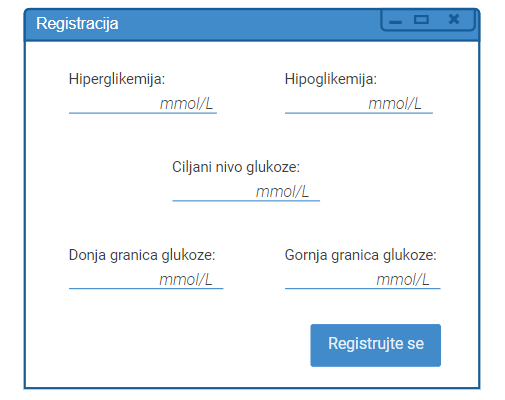 Registracija
Hiperglikemija: Hipoglikemija:
mmol/L mmol/L
Ciljani nivo glukoze:
mmol/L
Donja granica glukoze: Gornja granica glukoze:
mmol/L mmol/L
Registrujte se